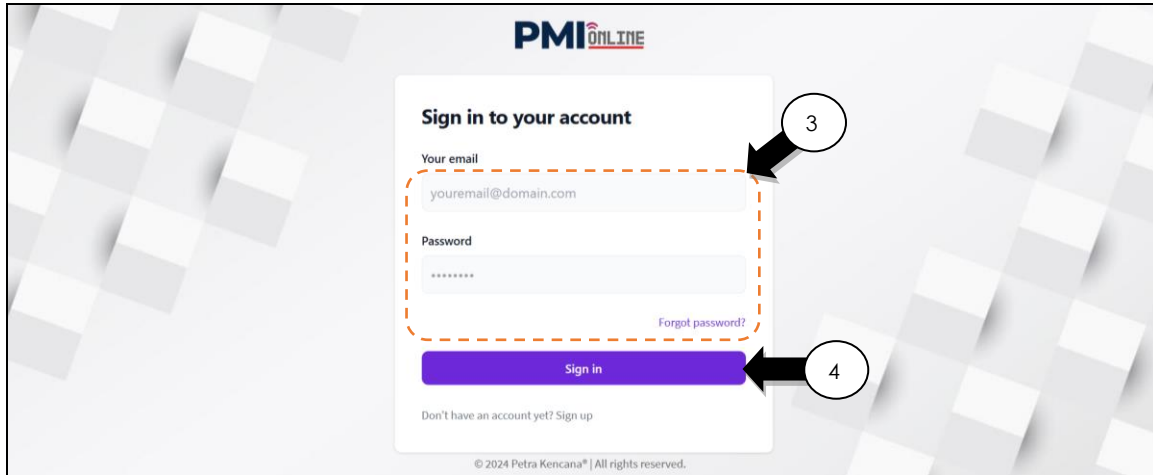 PMI ONLINE
Sign in to your account
3
Your email
youremail@domain.com
Password
••••••••
Forgot password?
Sign in
4
Don't have an account yet? Sign up
© 2024 Petra Kencana® | All rights reserved.